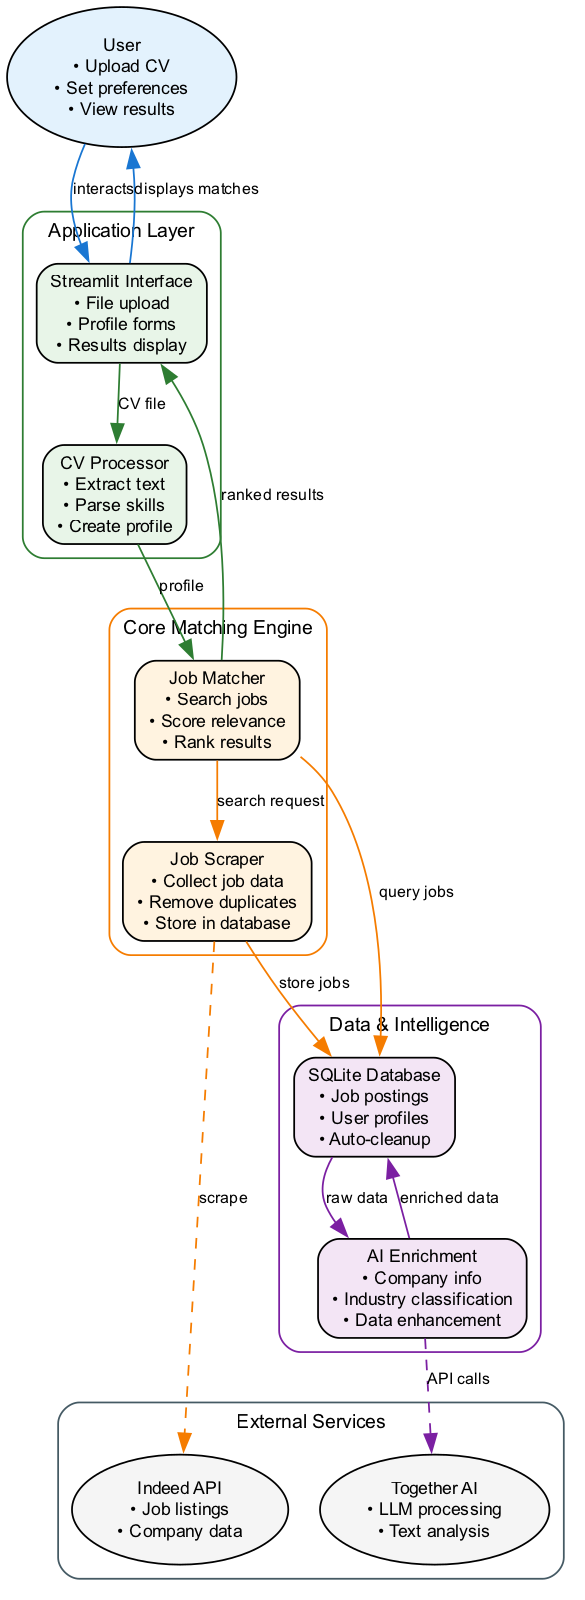 User
• Upload CV
• Set preferences
• View results
interacts
displays matches
Application Layer
Streamlit Interface
• File upload
• Profile forms
• Results display
CV file
CV Processor
• Extract text
• Parse skills
• Create profile
ranked results
profile
Core Matching Engine
Job Matcher
• Search jobs
• Score relevance
• Rank results
search request
Job Scraper
• Collect job data
• Remove duplicates
• Store in database
query jobs
store jobs
Data & Intelligence
SQLite Database
• Job postings
• User profiles
• Auto-cleanup
scrape
raw data
enriched data
AI Enrichment
• Company info
• Industry classification
• Data enhancement
API calls
External Services
Indeed API
• Job listings
• Company data
Together AI
• LLM processing
• Text analysis